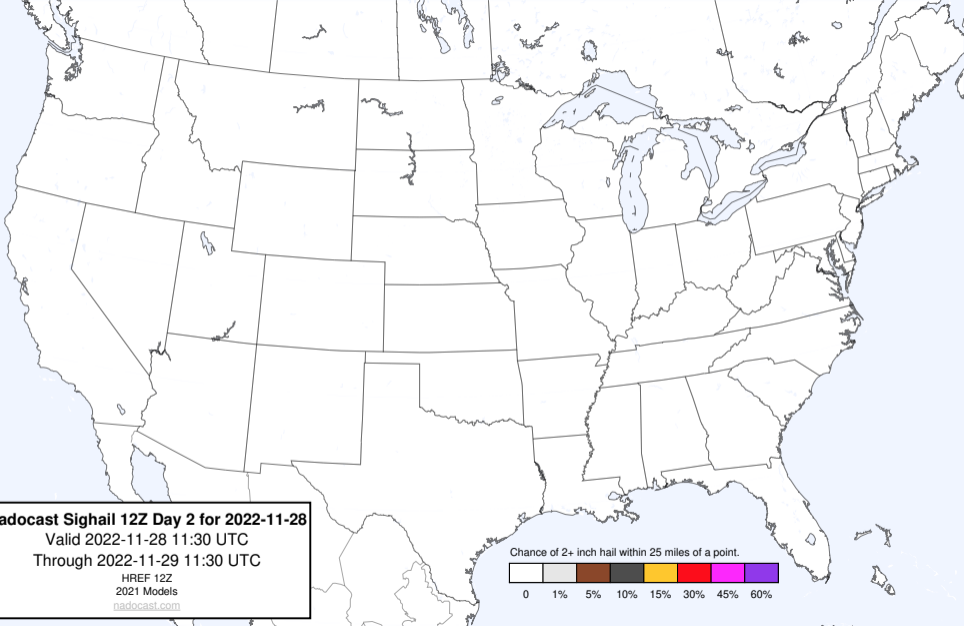 adocast Sighail 12Z Day 2 for 2022-11-28
Valid 2022-11-28 11:30 UTC
Through 2022-11-29 11:30 UTC
HREF 12Z
2021 Models
nadocast.com
Chance of 2+ inch hail within 25 miles of a point.
0 1% 5% 10% 15% 30% 45% 60%